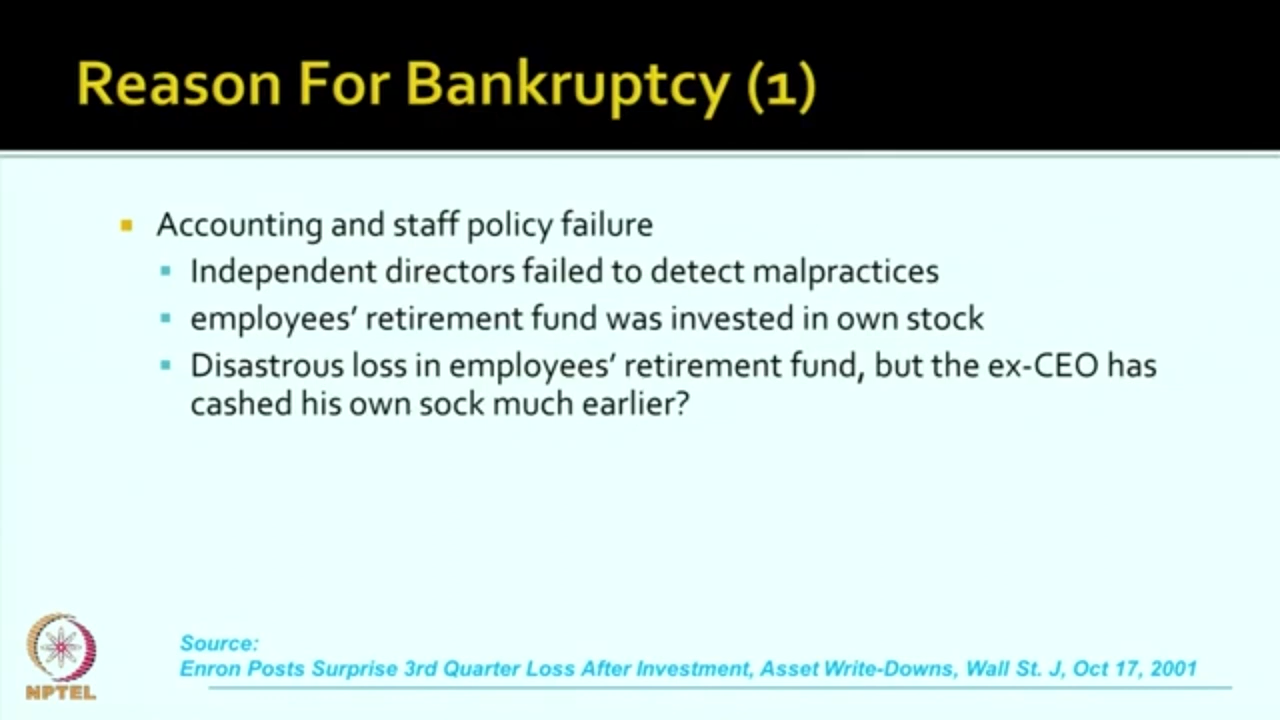 Reason For Bankruptcy (1)
Accounting and staff policy failure
Independent directors failed to detect malpractices
employees’ retirement fund was invested in own stock
Disastrous loss in employees’ retirement fund, but the ex-CEO has
cashed his own sock much earlier?
Source:
Enron Posts Surprise 3rd Quarter Loss After Investment, Asset Write-Downs, Wall St. J, Oct 17, 2001
NPTEL